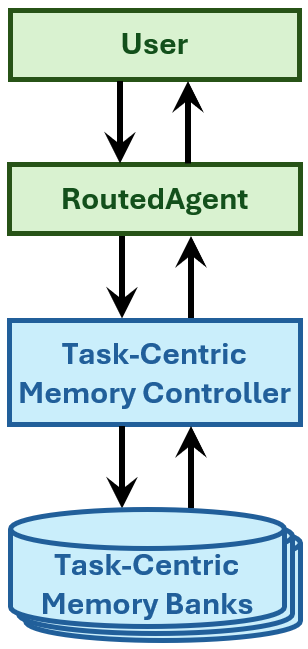 User
RoutedAgent
Task-Centric
Memory Controller
Task-Centric
Memory Banks